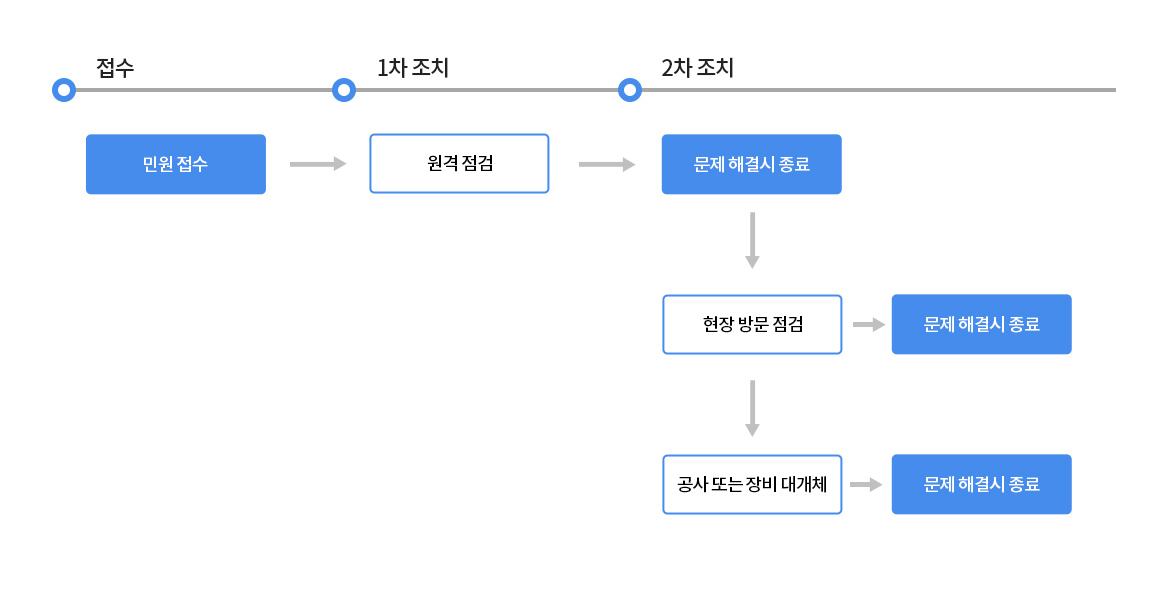 접수
1차 조치
2차 조치
민원 접수
원격 점검
문제 해결시 종료
현장 방문 점검
문제 해결시 종료
공사 또는 장비 대개체
문제 해결시 종료